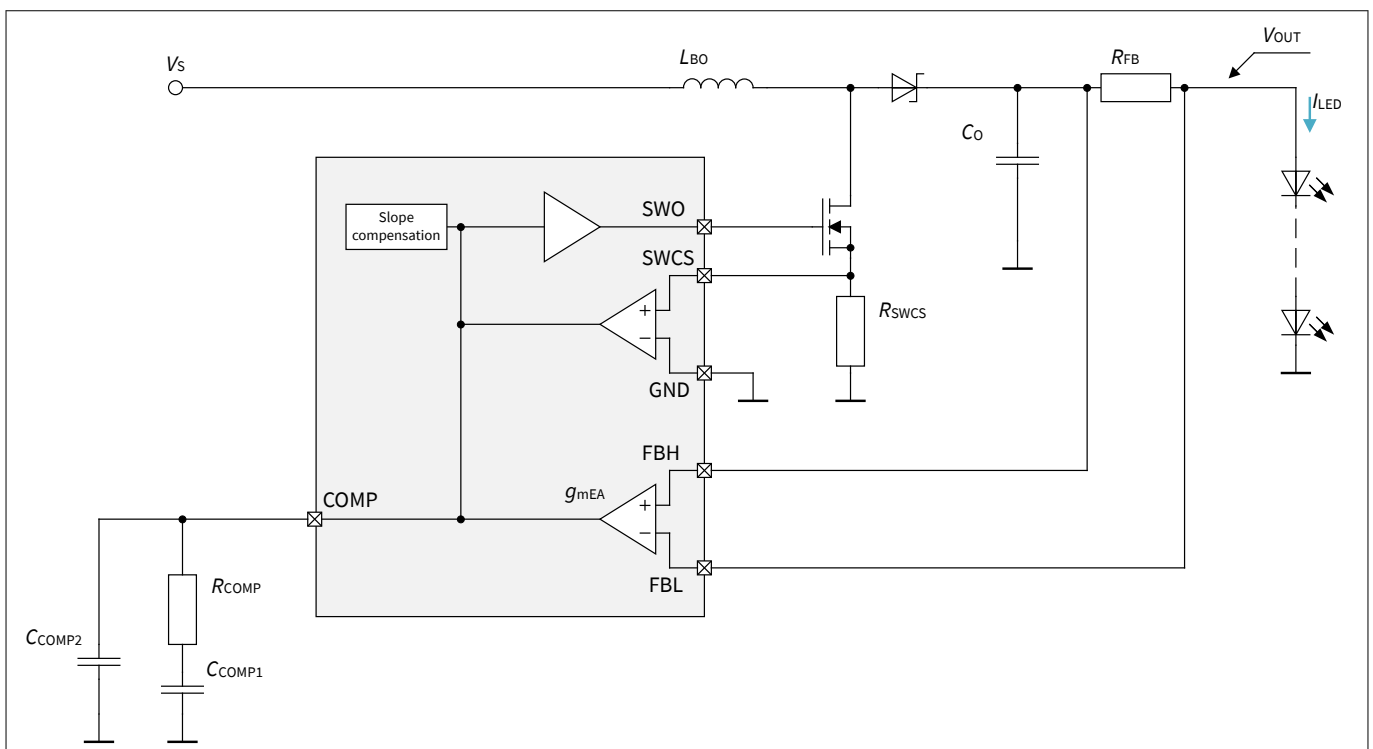 VS
LBO
RFB
VOUT
ILED
CO
Slope
compensation
SWO
SWCS
RSWCS
GND
FBH
gmEA
COMP
FBL
RCOMP
CCOMP2
CCOMP1